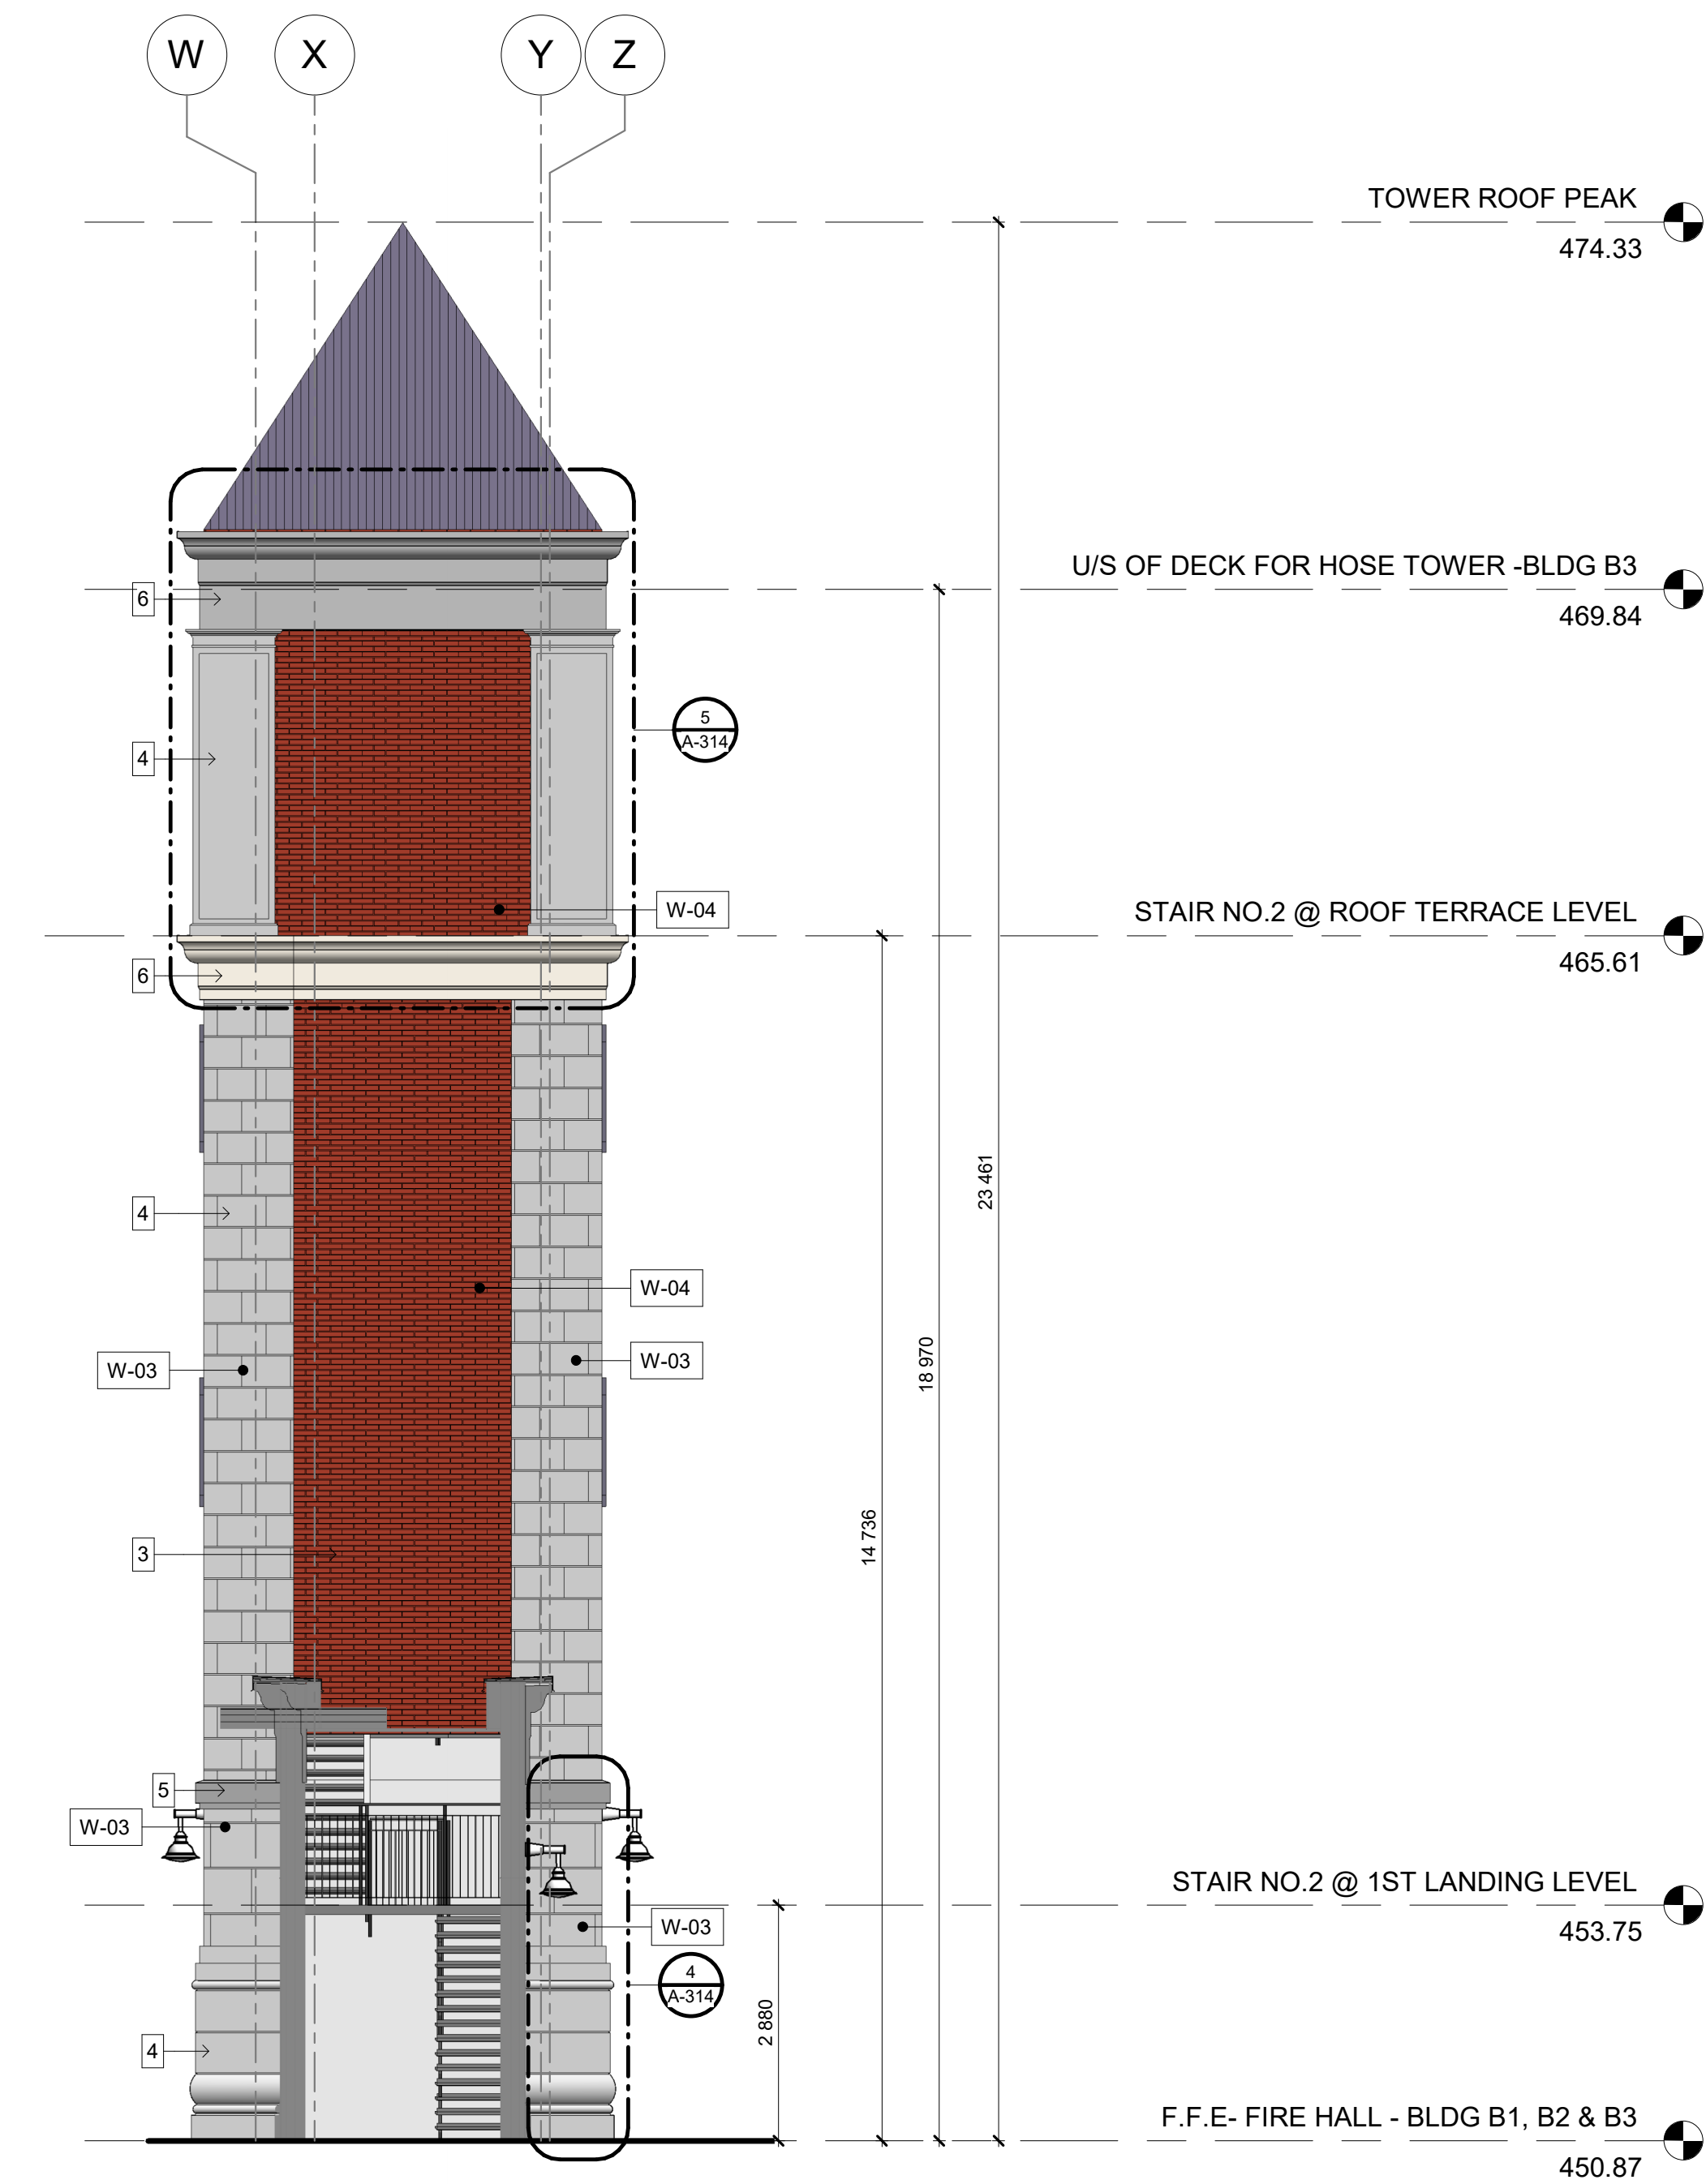 W X Y Z
TOWER ROOF PEAK
474.33
U/S OF DECK FOR HOSE TOWER -BLDG B3
6
469.84
5
A-314
4
W-04
STAIR NO.2 @ ROOF TERRACE LEVEL
465.61
6
23 461
4
W-04
W-03
W-03
18 970
14 736
3
5
W-03
STAIR NO.2 @ 1ST LANDING LEVEL
W-03
453.75
4
A-314
2 880
4
F.F.E- FIRE HALL - BLDG B1, B2 & B3
450.87